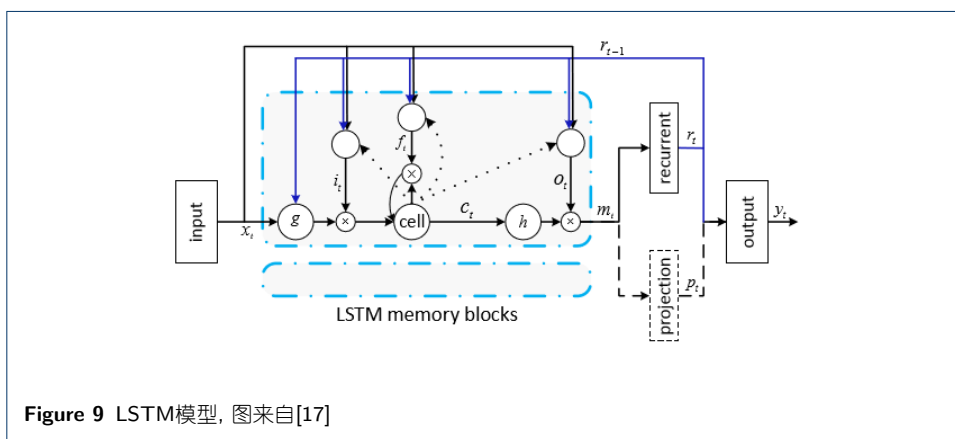 r_{t-1}
recurrent
r_t
f_t
×
i_t
o_t
input
x_t
g
×
cell
c_t
h
×
m_t
output
y_t
projection
p_t
LSTM memory blocks
Figure 9 LSTM模型, 图来自[17]